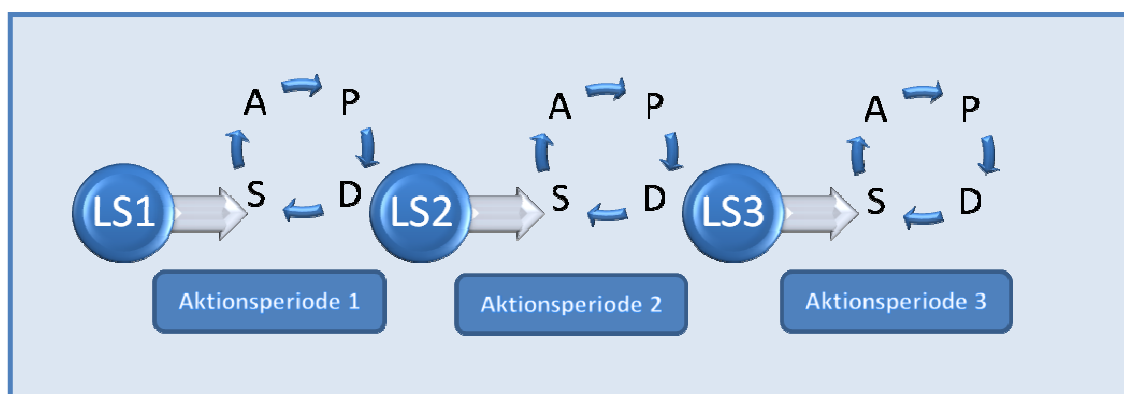 A P A P A P
LS1 S D LS2 S D LS3 S D
Aktionsperiode 1 Aktionsperiode 2 Aktionsperiode 3